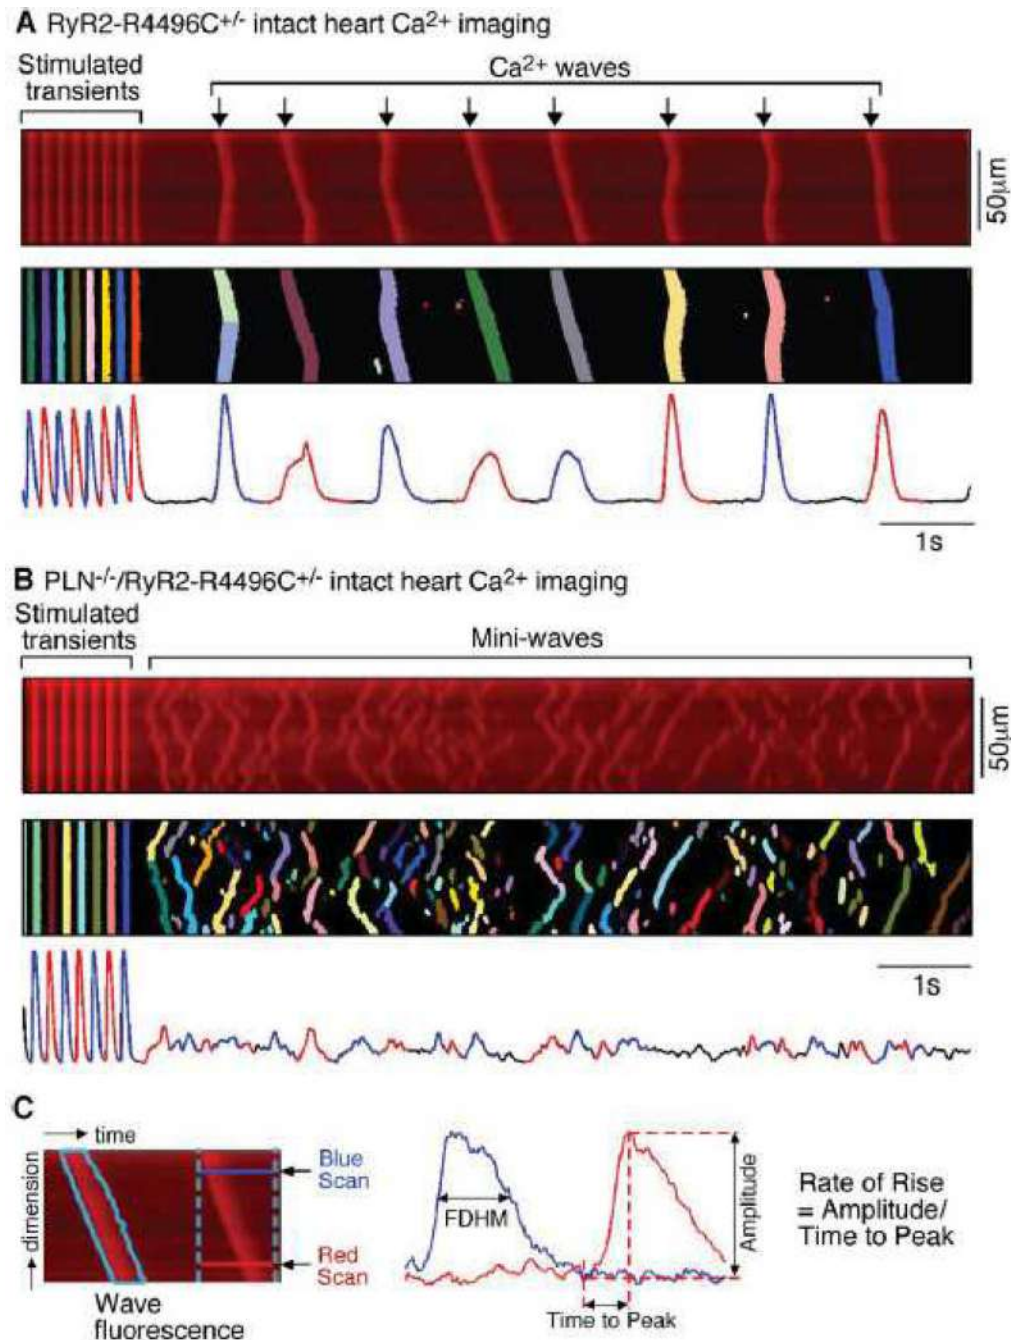 A RyR2-R4496C+/- intact heart Ca2+ imaging
Stimulated
transients
Ca2+ waves
50μm
1s
B PLN-/-/RyR2-R4496C+/- intact heart Ca2+ imaging
Stimulated
transients
Mini-waves
50μm
1s
C
time
dimension
Blue
Scan
Red
Scan
Wave
fluorescence
FDHM
Time to Peak
Amplitude
Rate of Rise
= Amplitude/
Time to Peak